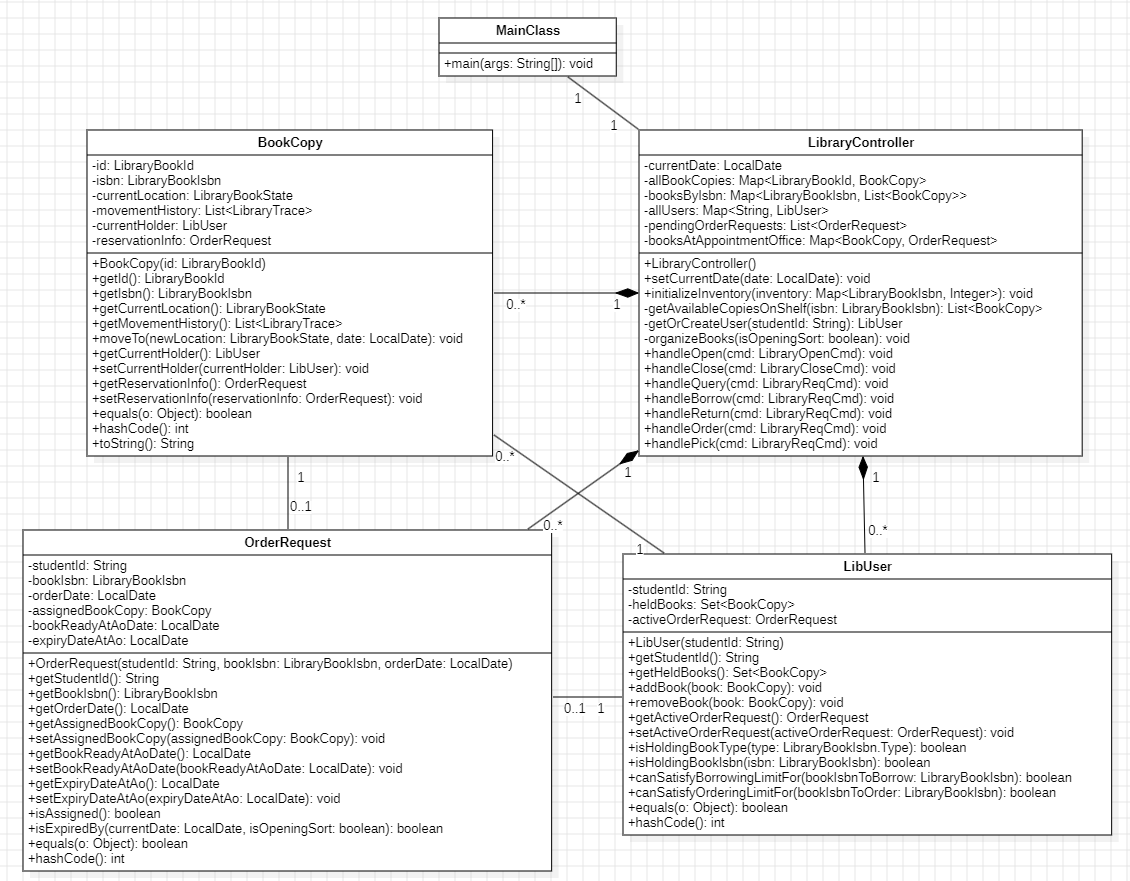 MainClass
+main(args: String[]): void
1
1
BookCopy
-id: LibraryBookId
-isbn: LibraryBookIsbn
-currentLocation: LibraryBookState
-movementHistory: List<LibraryTrace>
-currentHolder: LibUser
-reservationInfo: OrderRequest
+BookCopy(id: LibraryBookId)
+getId(): LibraryBookId
+getIsbn(): LibraryBookIsbn
+getCurrentLocation(): LibraryBookState
+getMovementHistory(): List<LibraryTrace>
+moveTo(newLocation: LibraryBookState, date: LocalDate): void
+getCurrentHolder(): LibUser
+setCurrentHolder(currentHolder: LibUser): void
+getReservationInfo(): OrderRequest
+setReservationInfo(reservationInfo: OrderRequest): void
+equals(o: Object): boolean
+hashCode(): int
+toString(): String
LibraryController
-currentDate: LocalDate
-allBookCopies: Map<LibraryBookId, BookCopy>
-booksByIsbn: Map<LibraryBookIsbn, List<BookCopy>>
-allUsers: Map<String, LibUser>
-pendingOrderRequests: List<OrderRequest>
-booksAtAppointmentOffice: Map<BookCopy, OrderRequest>
+LibraryController()
+setCurrentDate(date: LocalDate): void
+initializeInventory(inventory: Map<LibraryBookIsbn, Integer>): void
-getAvailableCopiesOnShelf(isbn: LibraryBookIsbn): List<BookCopy>
-getOrCreateUser(studentId: String): LibUser
-organizeBooks(isOpeningSort: boolean): void
+handleOpen(cmd: LibraryOpenCmd): void
+handleClose(cmd: LibraryCloseCmd): void
+handleQuery(cmd: LibraryReqCmd): void
+handleBorrow(cmd: LibraryReqCmd): void
+handleReturn(cmd: LibraryReqCmd): void
+handleOrder(cmd: LibraryReqCmd): void
+handlePick(cmd: LibraryReqCmd): void
0..* 1
0..*
1
1
0..1
0..*
1
1
0..*
1
OrderRequest
-studentId: String
-bookIsbn: LibraryBookIsbn
-orderDate: LocalDate
-assignedBookCopy: BookCopy
-bookReadyAtAoDate: LocalDate
-expiryDateAtAo: LocalDate
+OrderRequest(studentId: String, bookIsbn: LibraryBookIsbn, orderDate: LocalDate)
+getStudentId(): String
+getBookIsbn(): LibraryBookIsbn
+getOrderDate(): LocalDate
+getAssignedBookCopy(): BookCopy
+setAssignedBookCopy(assignedBookCopy: BookCopy): void
+getBookReadyAtAoDate(): LocalDate
+setBookReadyAtAoDate(bookReadyAtAoDate: LocalDate): void
+getExpiryDateAtAo(): LocalDate
+setExpiryDateAtAo(expiryDateAtAo: LocalDate): void
+isAssigned(): boolean
+isExpiredBy(currentDate: LocalDate, isOpeningSort: boolean): boolean
+equals(o: Object): boolean
+hashCode(): int
0..1 1
LibUser
-studentId: String
-heldBooks: Set<BookCopy>
-activeOrderRequest: OrderRequest
+LibUser(studentId: String)
+getStudentId(): String
+getHeldBooks(): Set<BookCopy>
+addBook(book: BookCopy): void
+removeBook(book: BookCopy): void
+getActiveOrderRequest(): OrderRequest
+setActiveOrderRequest(activeOrderRequest: OrderRequest): void
+isHoldingBookType(type: LibraryBookIsbn.Type): boolean
+isHoldingBookIsbn(isbn: LibraryBookIsbn): boolean
+canSatisfyBorrowingLimitFor(bookIsbnToBorrow: LibraryBookIsbn): boolean
+canSatisfyOrderingLimitFor(bookIsbnToOrder: LibraryBookIsbn): boolean
+equals(o: Object): boolean
+hashCode(): int